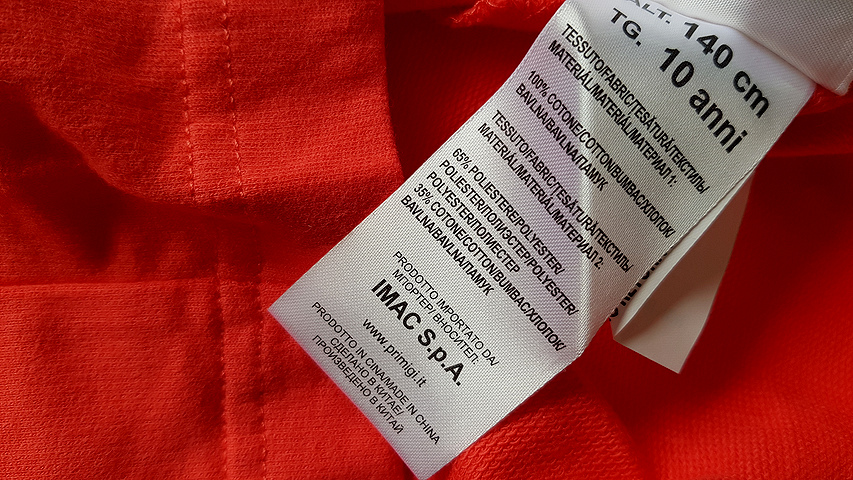 ALT. 140 cm
TG. 10 anni
TESSUTO/FABRIC/TESĂTURĂ/ТЕКСТИЛЬ/
MATERIÁL/MATERIÁL/МАТЕРИАЛ 1:
100% COTONE/COTTON/BUMBAC/ХЛОПОК/
BAVLNA/BAVLNA/ПАМУК
TESSUTO/FABRIC/TESĂTURĂ/ТЕКСТИЛЬ/
MATERIÁL/MATERIÁL/МАТЕРИАЛ 2:
65% POLIESTERE/POLYESTER/
POLIESTER/ПОЛИЭСТЕР/POLYESTER/
POLYESTER/ПОЛИЕСТЕР
35% COTONE/COTTON/BUMBAC/ХЛОПОК/
BAVLNA/BAVLNA/ПАМУК
PRODOTTO IMPORTATO DA/
ИМПОРТЕР/ ВНОСИТЕЛ:
IMAC S.p.A.
www.primigi.it
PRODOTTO IN CINA/MADE IN CHINA
СДЕЛАНО В КИТАЕ/
ПРОИЗВЕДЕНО В КИТАЙ